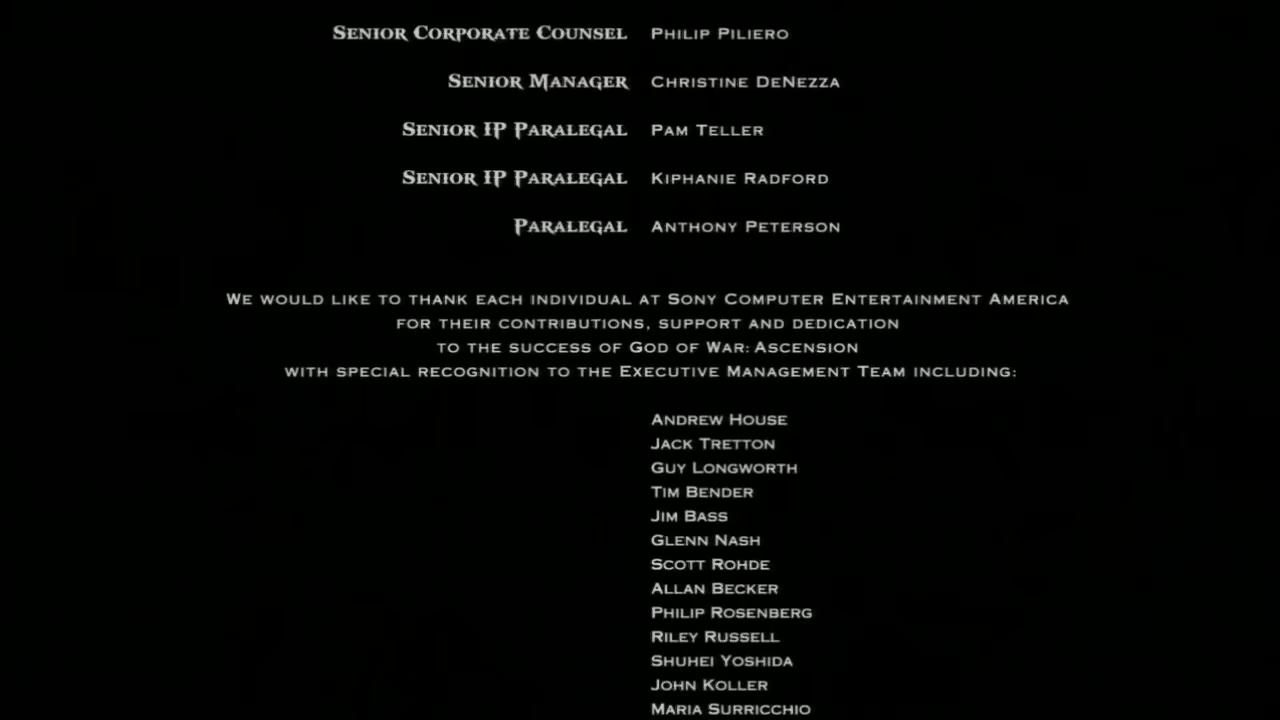 Senior Corporate Counsel Philip Piliero
Senior Manager Christine DeNezza
Senior IP Paralegal Pam Teller
Senior IP Paralegal Kiphanie Radford
Paralegal Anthony Peterson
We would like to thank each individual at Sony Computer Entertainment America
for their contributions, support and dedication
to the success of God of War: Ascension
with special recognition to the Executive Management Team including:
Andrew House
Jack Tretton
Guy Longworth
Tim Bender
Jim Bass
Glenn Nash
Scott Rohde
Allan Becker
Philip Rosenberg
Riley Russell
Shuhei Yoshida
John Koller
Maria Surricchio